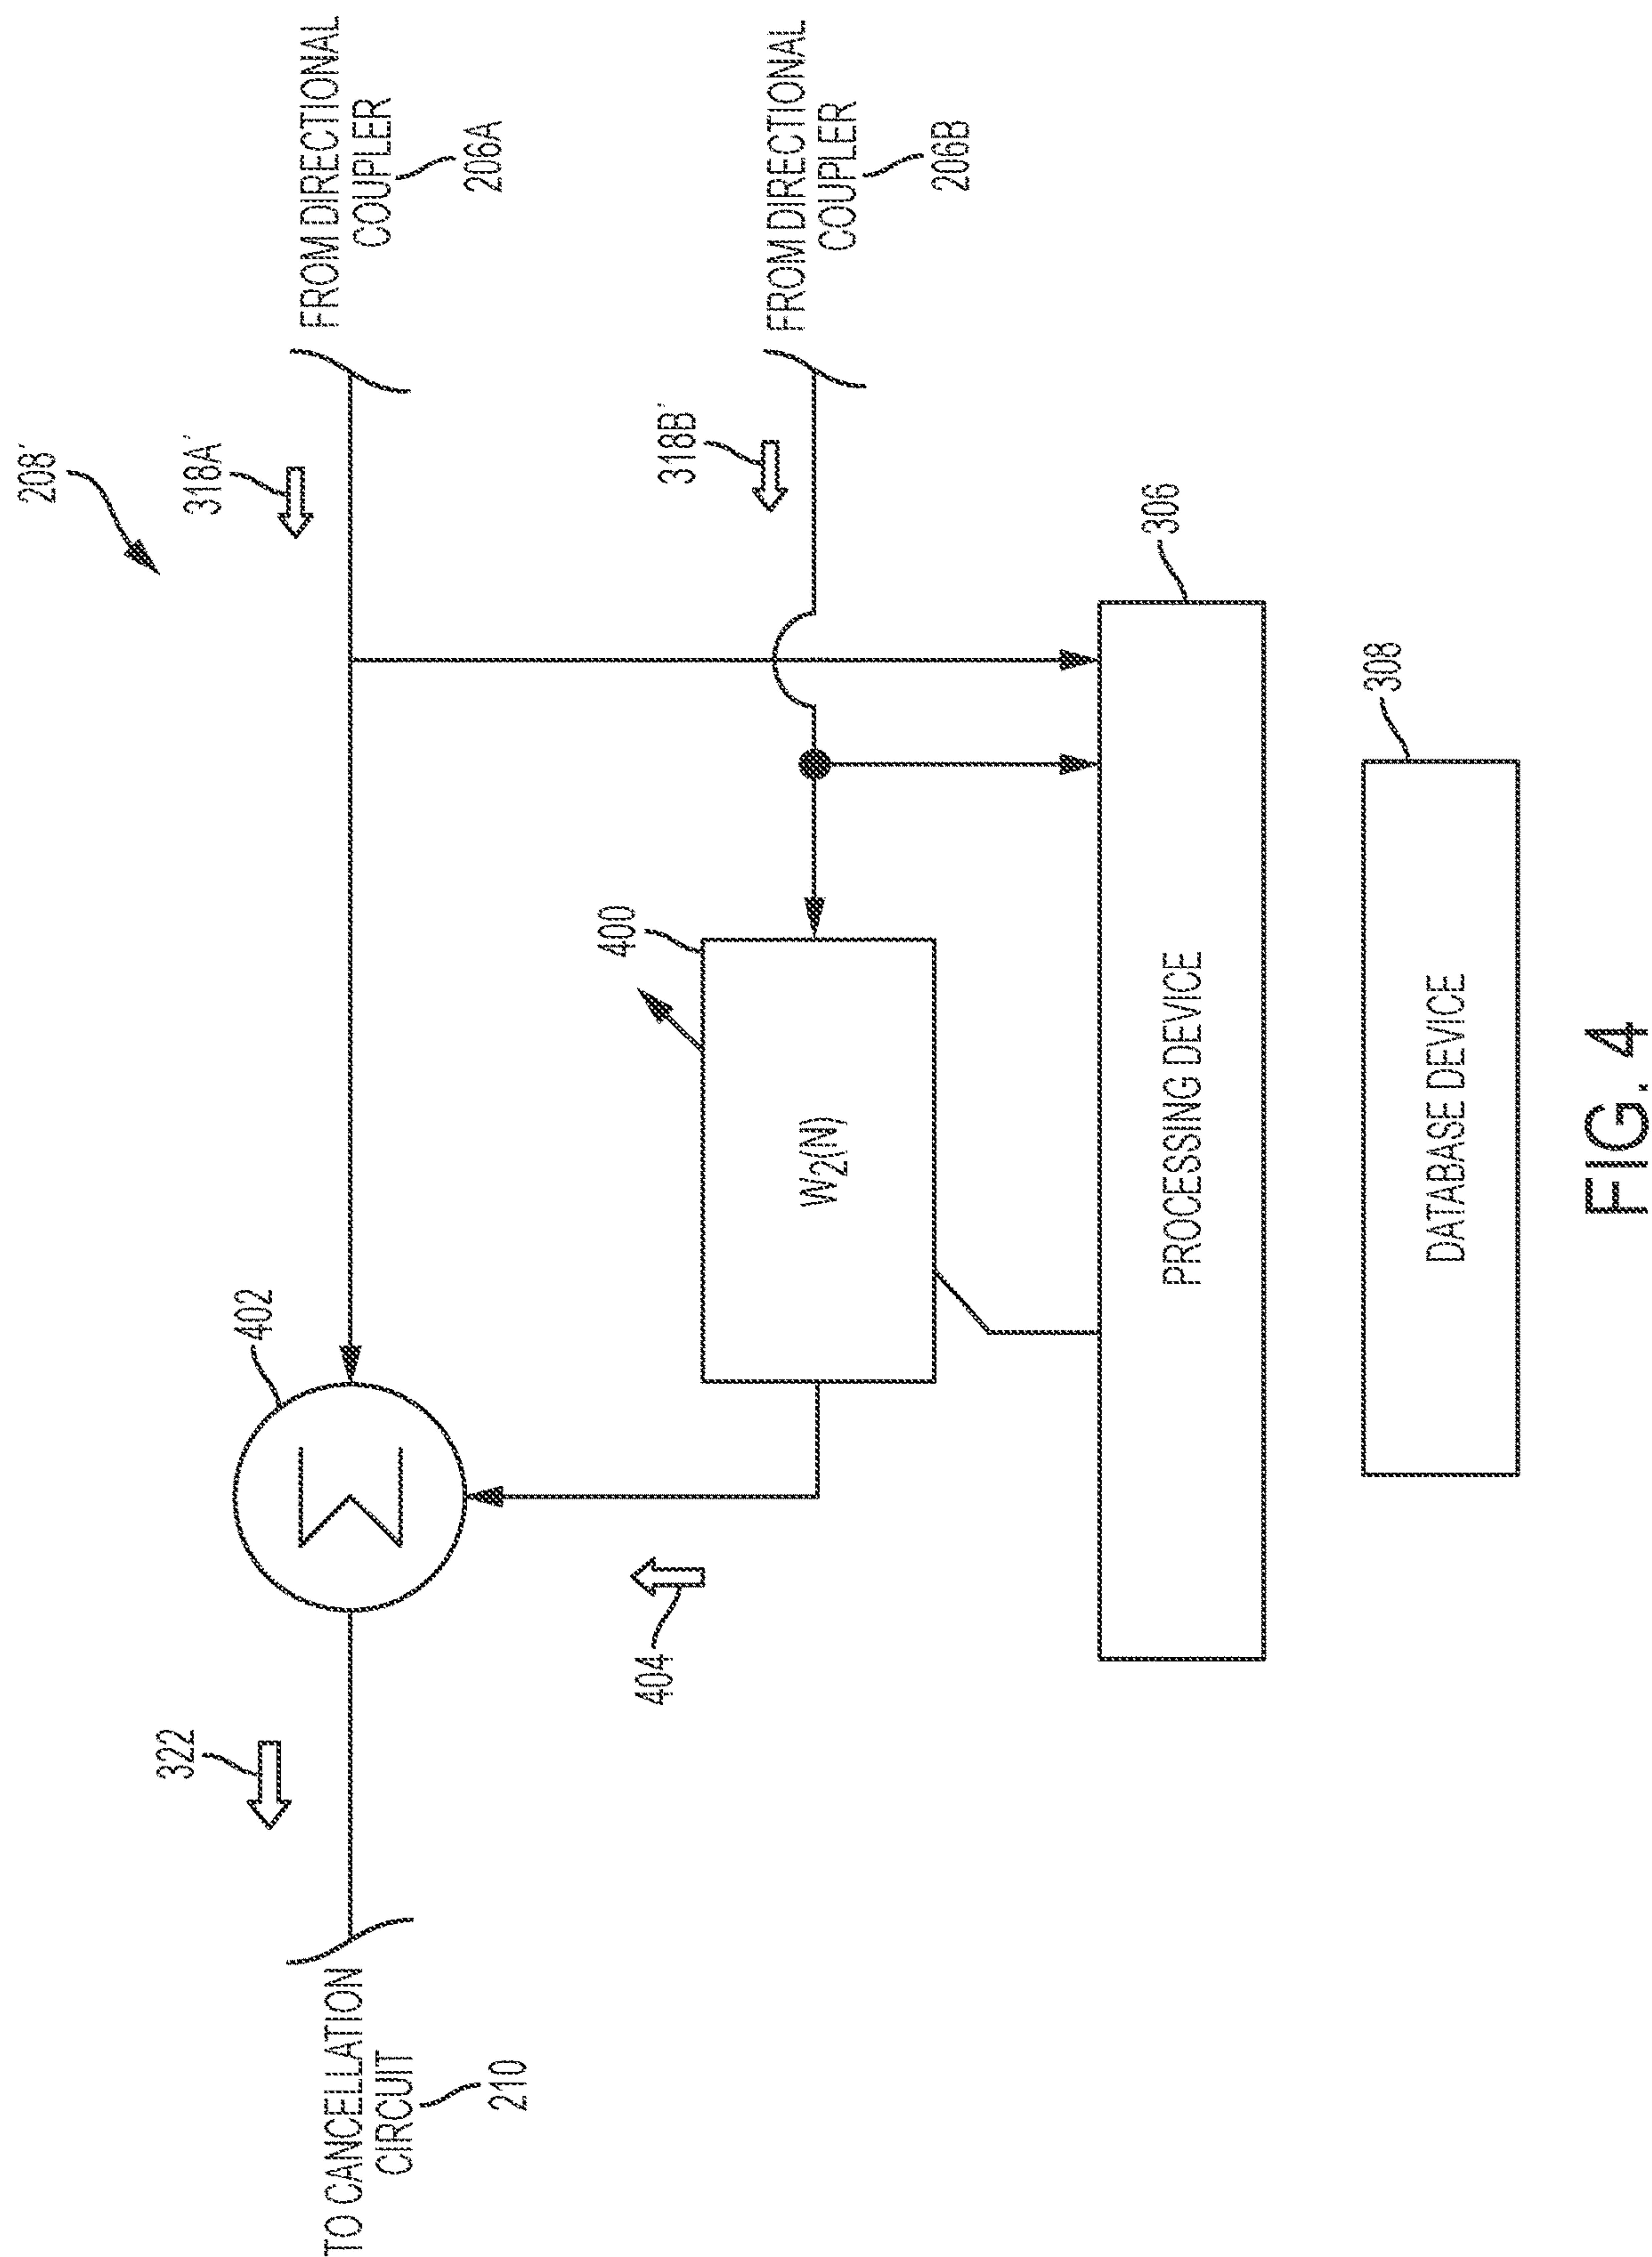 208'
318A'
FROM DIRECTIONAL
COUPLER
206A
318B'
FROM DIRECTIONAL
COUPLER
206B
322
402
Σ
TO CANCELLATION
CIRCUIT
210
404
400
W2(N)
306
PROCESSING DEVICE
308
DATABASE DEVICE
FIG. 4